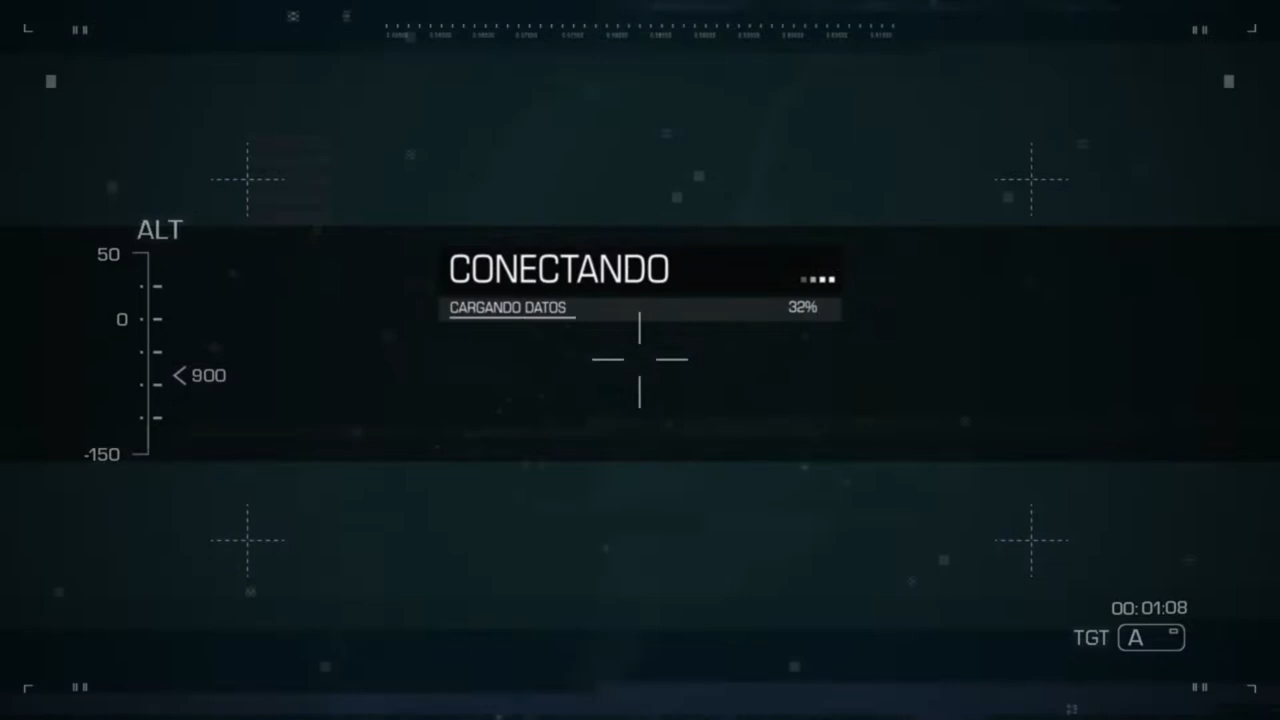 ALT
50
CONECTANDO
CARGANDO DATOS 32%
0
900
-150
00:01:08
TGT A